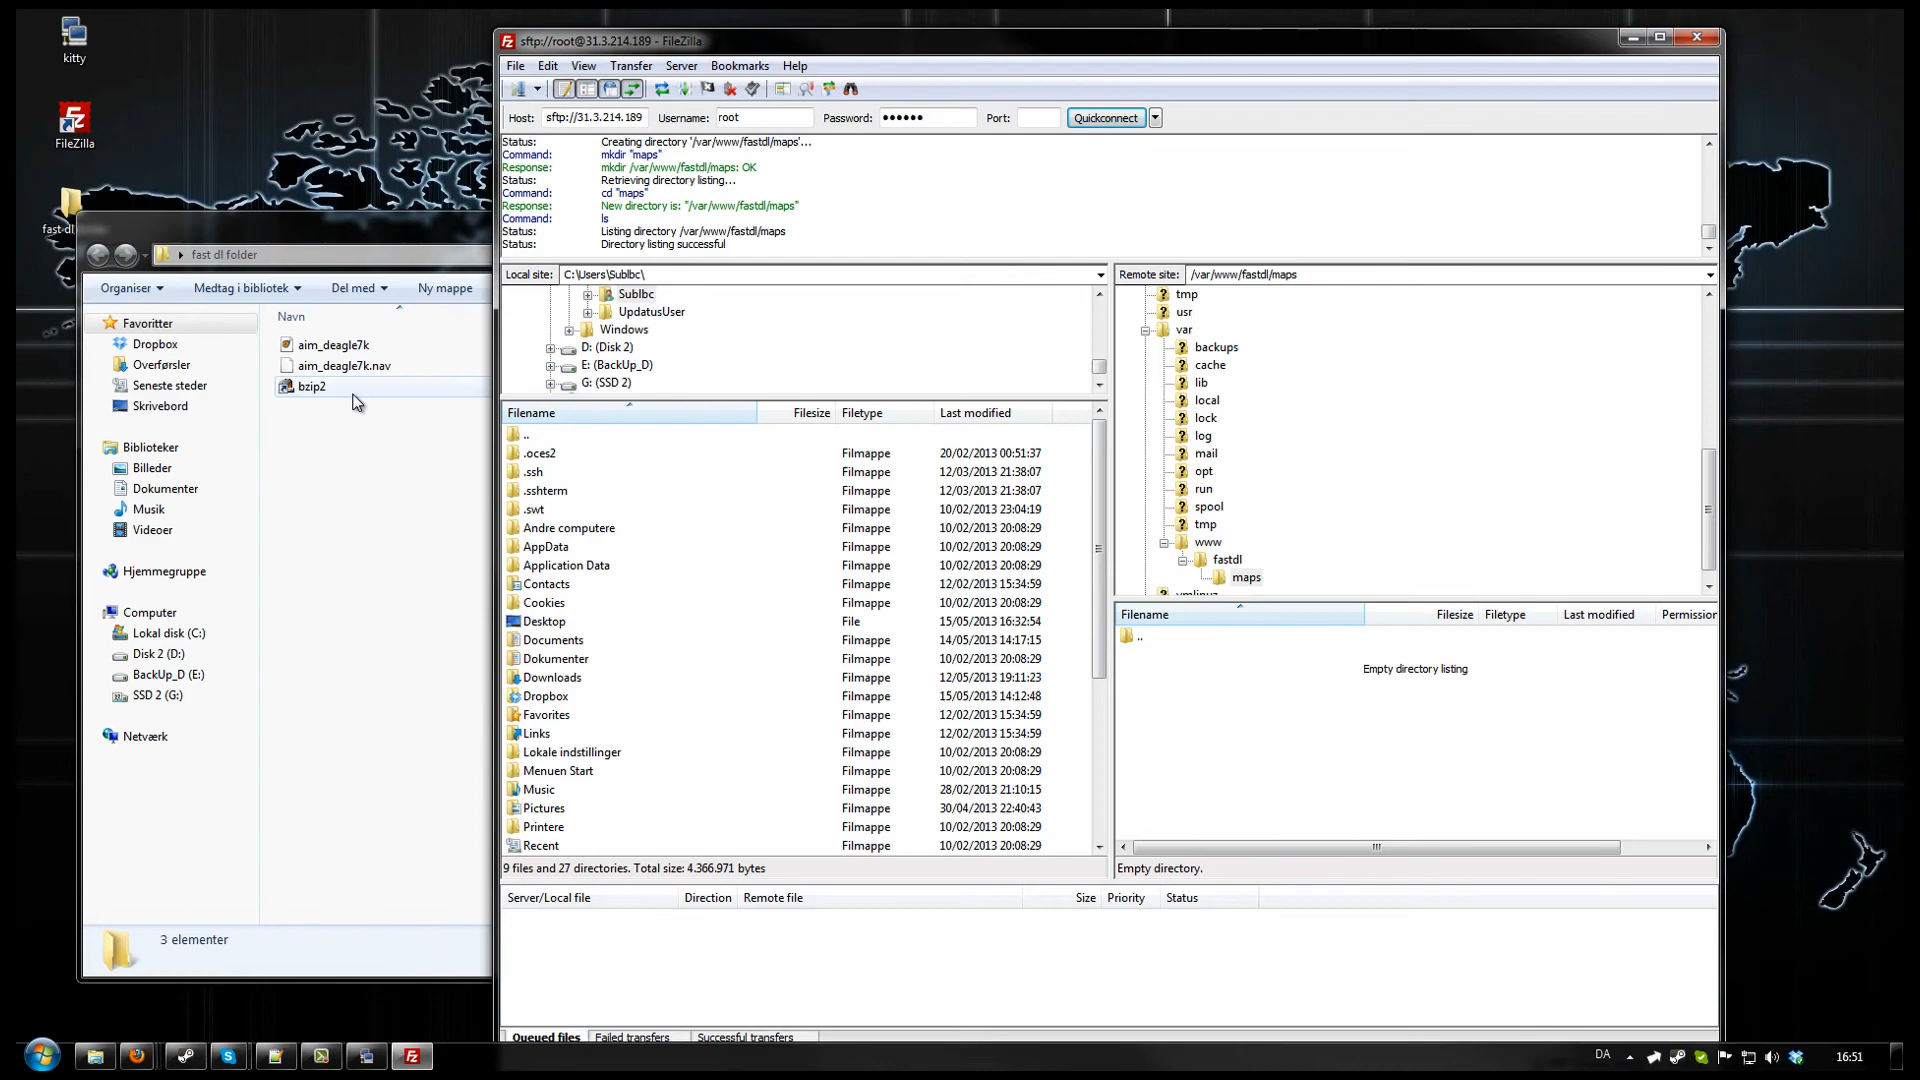 kitty
FileZilla
fast dl
sftp://root@31.3.214.189 - FileZilla
File Edit View Transfer Server Bookmarks Help
Host: sftp://31.3.214.189 Username: root Password: ●●●●●● Port: Quickconnect
Status: Creating directory '/var/www/fastdl/maps'...
Command: mkdir "maps"
Response: mkdir /var/www/fastdl/maps: OK
Status: Retrieving directory listing...
Command: cd "maps"
Response: New directory is: "/var/www/fastdl/maps"
Command: ls
Status: Listing directory /var/www/fastdl/maps
Status: Directory listing successful
fast dl folder
Organiser Medtag i bibliotek Del med Ny mappe
Navn
Favoritter
Dropbox
Overførsler
Seneste steder
Skrivebord
Biblioteker
Billeder
Dokumenter
Musik
Videoer
Hjemmegruppe
Computer
Lokal disk (C:)
Disk 2 (D:)
BackUp_D (E:)
SSD 2 (G:)
Netværk
aim_deagle7k
aim_deagle7k.nav
bzip2
3 elementer
Local site: C:\Users\Sublbc\
Sublbc
UpdatusUser
Windows
D: (Disk 2)
E: (BackUp_D)
G: (SSD 2)
Filename Filesize Filetype Last modified
..
.oces2 Filmappe 20/02/2013 00:51:37
.ssh Filmappe 12/03/2013 21:38:07
.sshterm Filmappe 12/03/2013 21:38:07
.swt Filmappe 10/02/2013 23:04:19
Andre computere Filmappe 10/02/2013 20:08:29
AppData Filmappe 10/02/2013 20:08:29
Application Data Filmappe 10/02/2013 20:08:29
Contacts Filmappe 12/02/2013 15:34:59
Cookies Filmappe 10/02/2013 20:08:29
Desktop File 15/05/2013 16:32:54
Documents Filmappe 14/05/2013 14:17:15
Dokumenter Filmappe 10/02/2013 20:08:29
Downloads Filmappe 12/05/2013 19:11:23
Dropbox Filmappe 15/05/2013 14:12:48
Favorites Filmappe 12/02/2013 15:34:59
Links Filmappe 12/02/2013 15:34:59
Lokale indstillinger Filmappe 10/02/2013 20:08:29
Menuen Start Filmappe 10/02/2013 20:08:29
Music Filmappe 28/02/2013 21:10:15
Pictures Filmappe 30/04/2013 22:40:43
Printere Filmappe 10/02/2013 20:08:29
Recent Filmappe 10/02/2013 20:08:29
9 files and 27 directories. Total size: 4.366.971 bytes
Remote site: /var/www/fastdl/maps
tmp
usr
var
backups
cache
lib
local
lock
log
mail
opt
run
spool
tmp
www
fastdl
maps
vmlinuz
Filename Filesize Filetype Last modified Permission
..
Empty directory listing
Empty directory.
Server/Local file Direction Remote file Size Priority Status
Queued files Failed transfers Successful transfers
DA 16:51